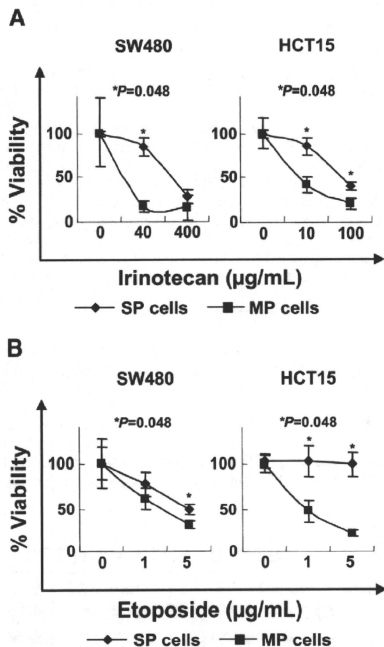 A
SW480 HCT15
*P=0.048 *P=0.048
% Viability
100 100
* * *
50 50
0 0
0 40 400 0 10 100
Irinotecan (µg/mL)
SP cells MP cells
B
SW480 HCT15
*P=0.048 *P=0.048
% Viability
100 100
* * *
50 50
0 0
0 1 5 0 1 5
Etoposide (µg/mL)
SP cells MP cells